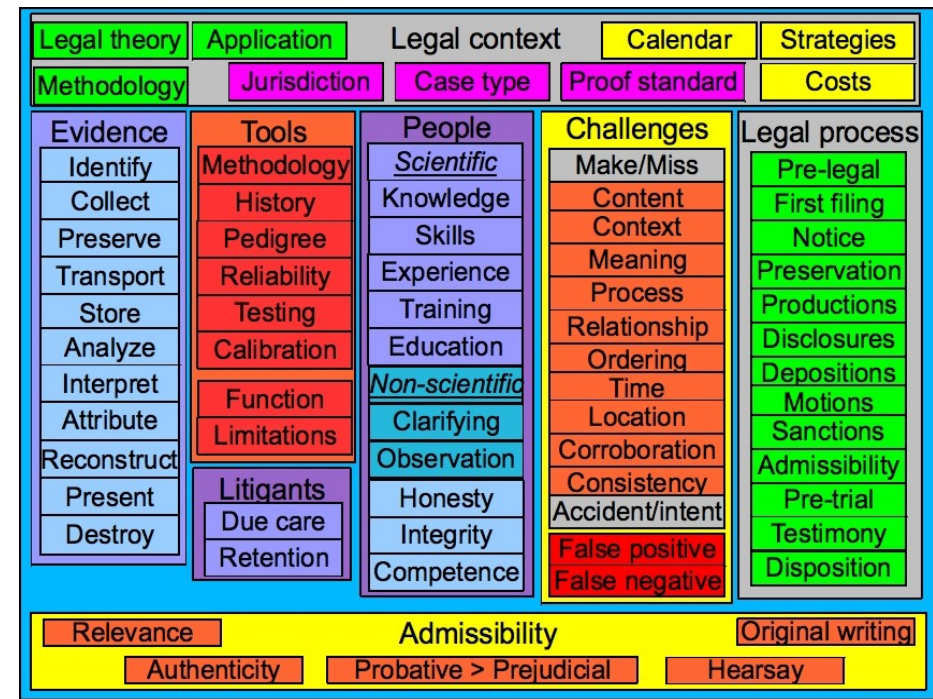 Legal theory Application Legal context Calendar Strategies
Methodology Jurisdiction Case type Proof standard Costs
Evidence
Identify
Collect
Preserve
Transport
Store
Analyze
Interpret
Attribute
Reconstruct
Present
Destroy
Tools
Methodology
History
Pedigree
Reliability
Testing
Calibration
Function
Limitations
Litigants
Due care
Retention
People
Scientific
Knowledge
Skills
Experience
Training
Education
Non-scientific
Clarifying
Observation
Honesty
Integrity
Competence
Challenges
Make/Miss
Content
Context
Meaning
Process
Relationship
Ordering
Time
Location
Corroboration
Consistency
Accident/intent
False positive
False negative
Legal process
Pre-legal
First filing
Notice
Preservation
Productions
Disclosures
Depositions
Motions
Sanctions
Admissibility
Pre-trial
Testimony
Disposition
Relevance Admissibility Original writing
Authenticity Probative > Prejudicial Hearsay